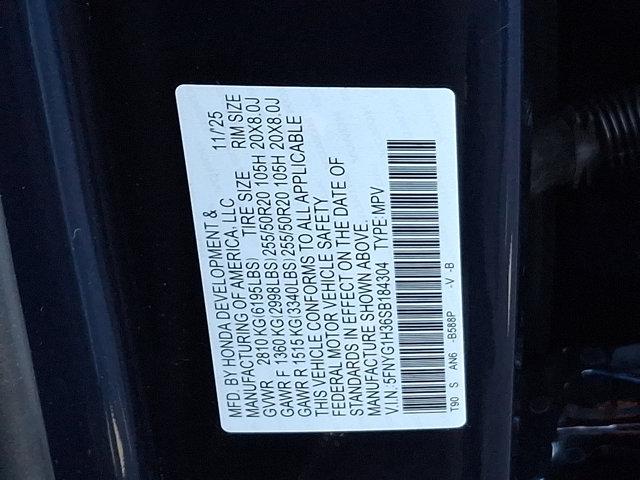 MFD. BY HONDA DEVELOPMENT & 11/'25
MANUFACTURING OF AMERICA, LLC
TIRE SIZE RIM SIZE
GVWR 2810 KG(6195LBS)
GAWR F 1360 KG(2998LBS) 255/50R20 105H 20X8.0J
GAWR R 1515 KG(3340LBS) 255/50R20 105H 20X8.0J
THIS VEHICLE CONFORMS TO ALL APPLICABLE
FEDERAL MOTOR VEHICLE SAFETY
STANDARDS IN EFFECT ON THE DATE OF
MANUFACTURE SHOWN ABOVE.
V.I.N.:5FNYG1H36SB184304 TYPE:MPV
T90 S AN6 -B588P -V -B